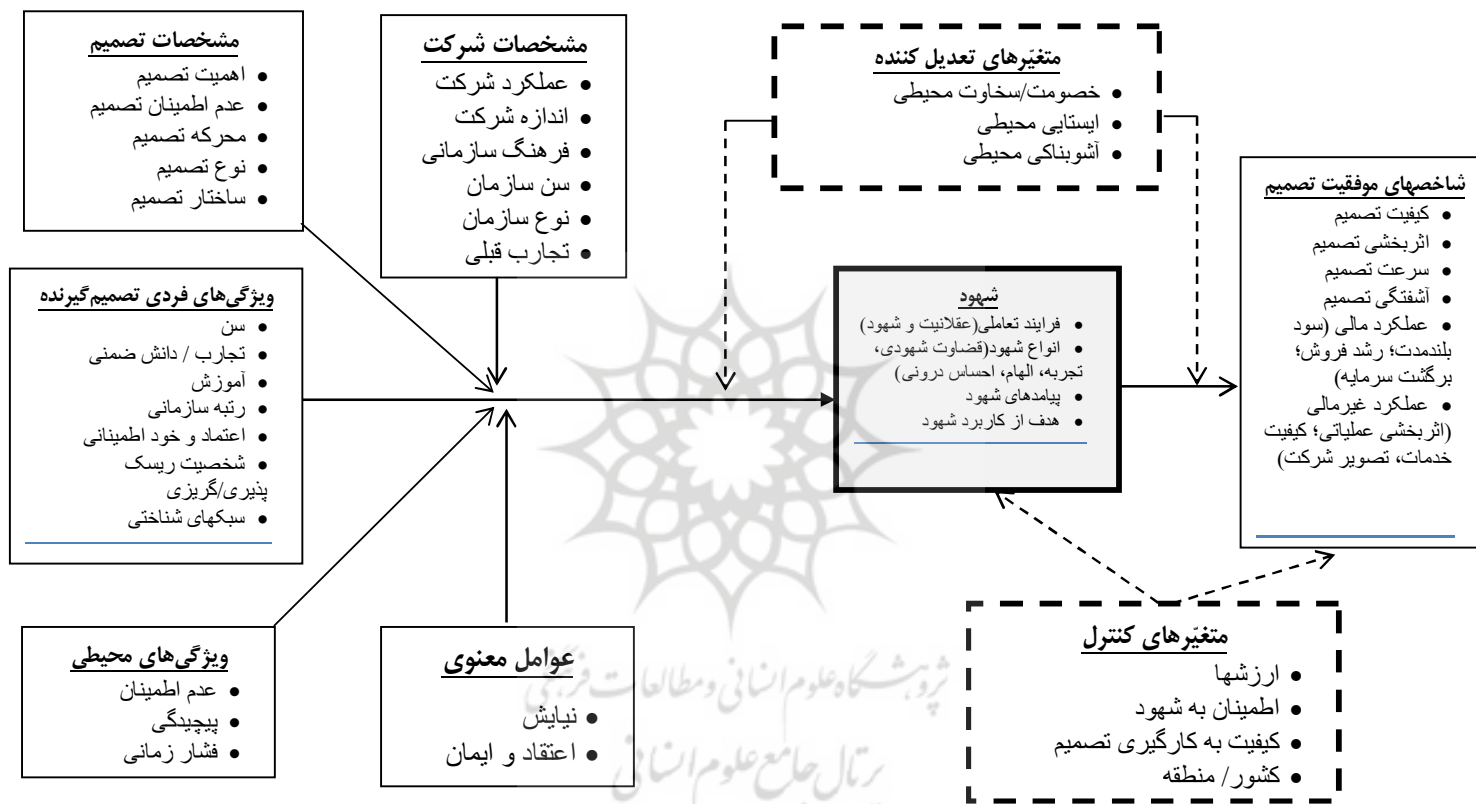 مشخصات تصمیم
● اهمیت تصمیم
● عدم اطمینان تصمیم
● محرکه تصمیم
● نوع تصمیم
● ساختار تصمیم
مشخصات شرکت
● عملکرد شرکت
● اندازه شرکت
● فرهنگ سازمانی
● سن سازمان
● نوع سازمان
● تجارب قبلی
متغیّرهای تعدیل کننده
● خصومت/سخاوت محیطی
● ایستایی محیطی
● آشوبناکی محیطی
شاخصهای موفقیت تصمیم
● کیفیت تصمیم
● اثربخشی تصمیم
● سرعت تصمیم
● آشفتگی تصمیم
● عملکرد مالی (سود
بلندمدت؛ رشد فروش؛
برگشت سرمایه)
● عملکرد غیرمالی
(اثربخشی عملیاتی؛ کیفیت
خدمات، تصویر شرکت)
ویژگی‌های فردی تصمیم‌گیرنده
● سن
● تجارب / دانش ضمنی
● آموزش
● رتبه سازمانی
● اعتماد و خود اطمینانی
● شخصیت ریسک
پذیری/گریزی
● سبکهای شناختی
شهود
● فرایند تعاملی(عقلانیت و شهود)
● انواع شهود(قضاوت شهودی،
تجربه، الهام، احساس درونی)
● پیامدهای شهود
● هدف از کاربرد شهود
ویژگی‌های محیطی
● عدم اطمینان
● پیچیدگی
● فشار زمانی
عوامل معنوی
● نیایش
● اعتقاد و ایمان
متغیّرهای کنترل
● ارزشها
● اطمینان به شهود
● کیفیت به کارگیری تصمیم
● کشور/ منطقه
پژوهشگاه علوم انسانی و مطالعات فرهنگی
پرتال جامع علوم انسانی